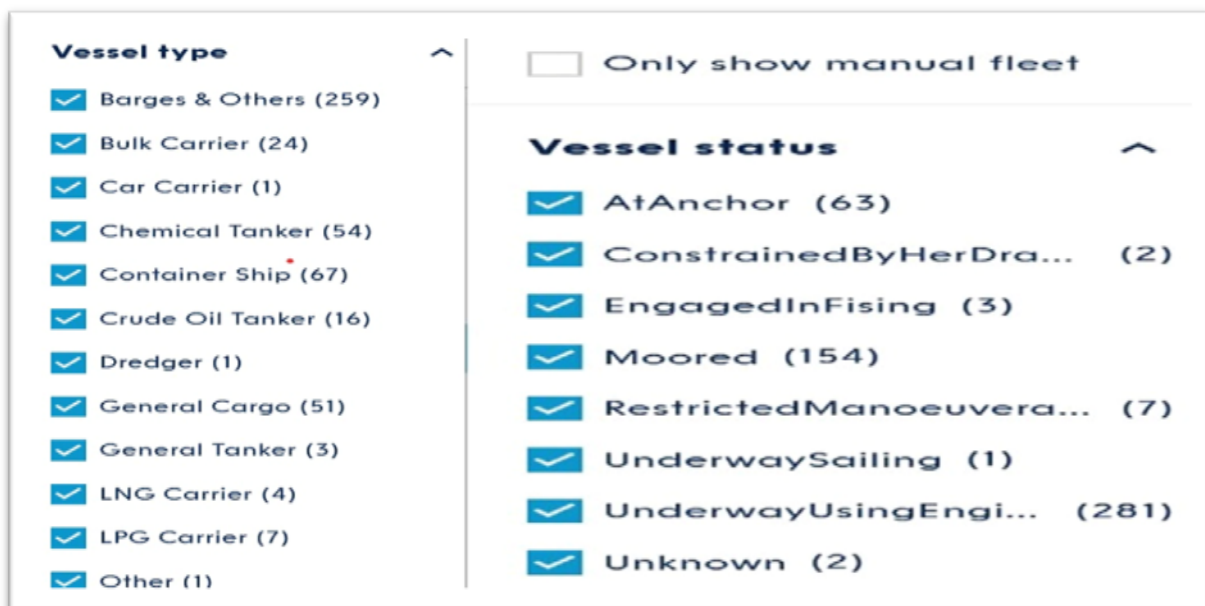 Vessel type
Barges & Others (259)
Bulk Carrier (24)
Car Carrier (1)
Chemical Tanker (54)
Container Ship (67)
Crude Oil Tanker (16)
Dredger (1)
General Cargo (51)
General Tanker (3)
LNG Carrier (4)
LPG Carrier (7)
Other (1)
Only show manual fleet
Vessel status
AtAnchor (63)
ConstrainedByHerDra... (2)
EngagedInFising (3)
Moored (154)
RestrictedManoeuvera... (7)
UnderwaySailing (1)
UnderwayUsingEngi... (281)
Unknown (2)